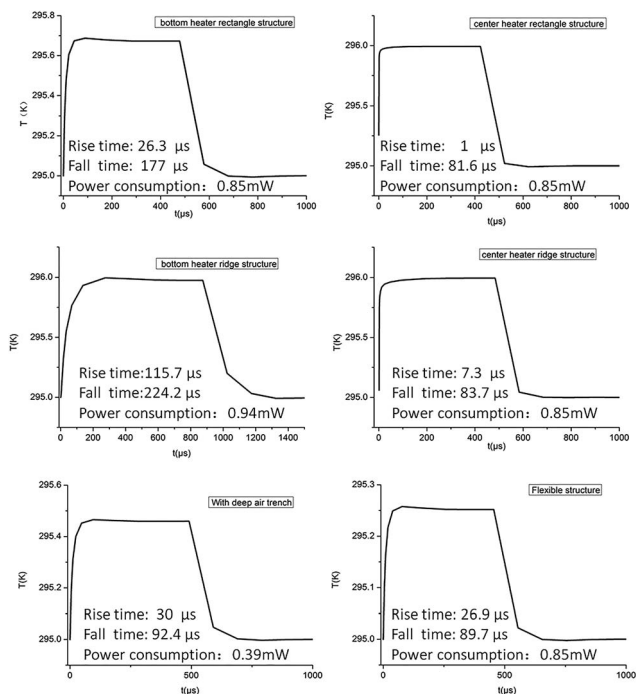 bottom heater rectangle structure
295.8
295.6
295.4
295.2
295.0
T（K）
Rise time: 26.3 μs
Fall time: 177 μs
Power consumption：0.85mW
0 200 400 600 800 1000
t(μs)
center heater rectangle structure
296.0
295.5
295.0
T(K)
Rise time: 1 μs
Fall time: 81.6 μs
Power consumption：0.85mW
0 200 400 600 800 1000
t(μs)
bottom heater ridge structure
296.0
295.5
295.0
T(K)
Rise time:115.7 μs
Fall time:224.2 μs
Power consumption：0.94mW
0 200 400 600 800 1000 1200 1400
t(μs)
center heater ridge structure
296.0
295.5
295.0
T(K)
Rise time: 7.3 μs
Fall time: 83.7 μs
Power consumption：0.85mW
0 200 400 600 800 1000
t(μs)
With deep air trench
295.6
295.4
295.2
295.0
T(K)
Rise time: 30 μs
Fall time: 92.4 μs
Power consumption：0.39mW
0 500 1000
t(μs)
Flexible structure
295.3
295.2
295.1
295.0
T(K)
Rise time: 26.9 μs
Fall time: 89.7 μs
Power consumption：0.85mW
0 500 1000
t(μs)